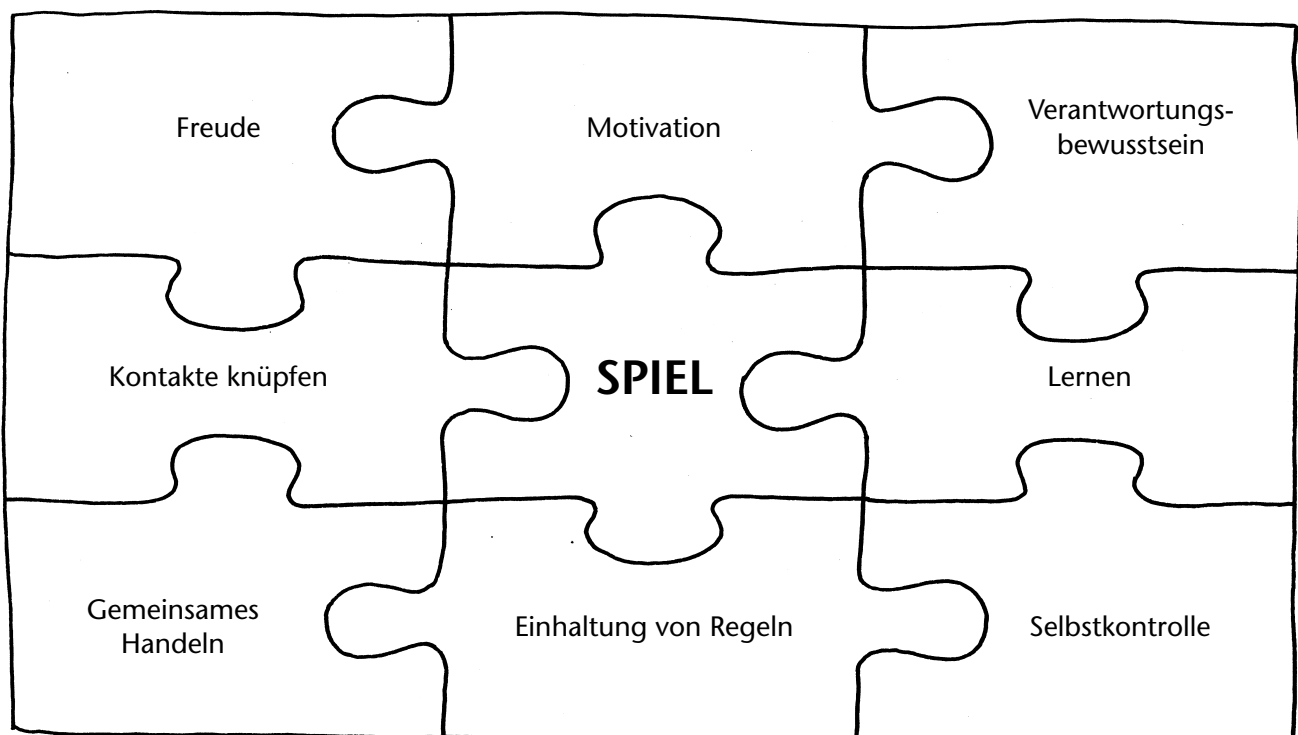 Freude
Motivation
Verantwortungs-
bewusstsein
Kontakte knüpfen
SPIEL
Lernen
Gemeinsames
Handeln
Einhaltung von Regeln
Selbstkontrolle